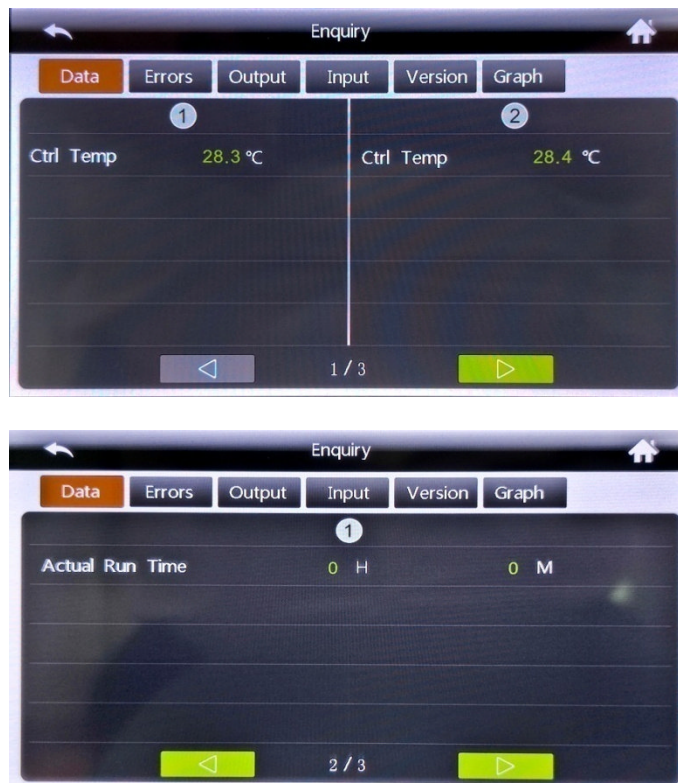 Enquiry
Data Errors Output Input Version Graph
1 2
Ctrl Temp 28.3 ℃ Ctrl Temp 28.4 ℃
1/3
Enquiry
Data Errors Output Input Version Graph
1
Actual Run Time 0 H 0 M
2/3